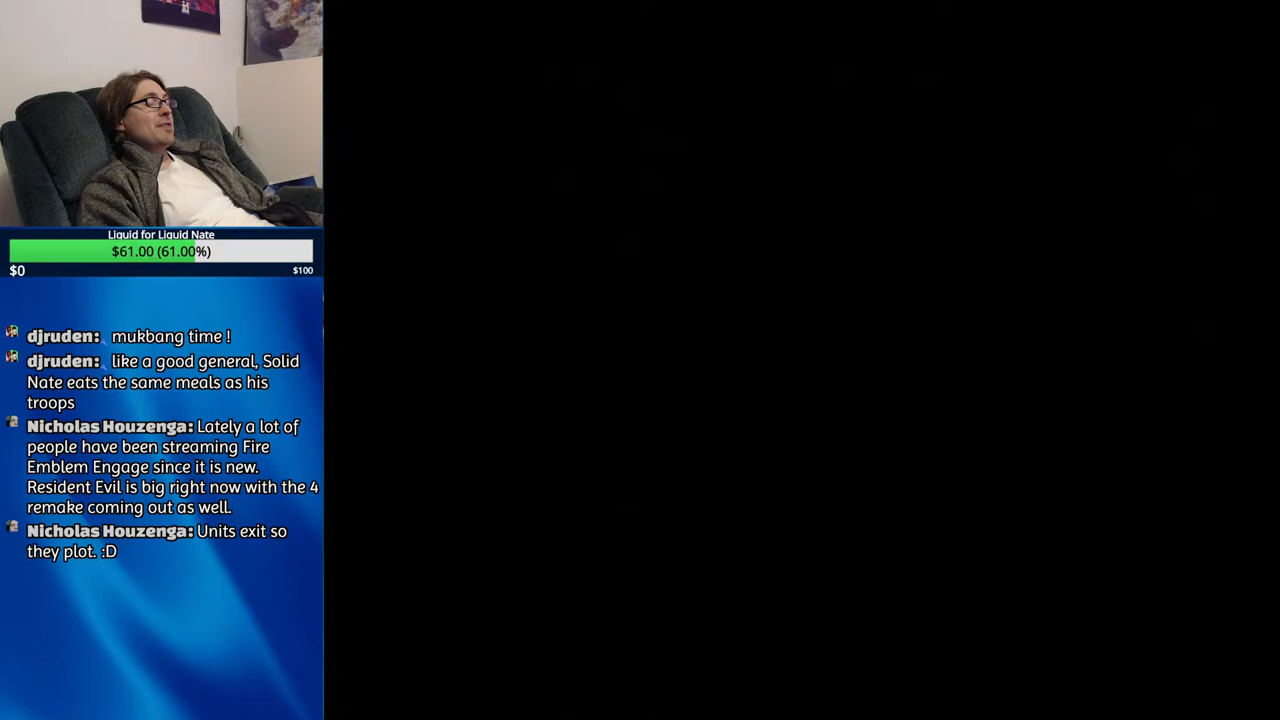 Liquid for Liquid Nate
$61.00 (61.00%)
$0
$100
djruden: mukbang time !
djruden: like a good general, Solid
Nate eats the same meals as his
troops
Nicholas Houzenga: Lately a lot of
people have been streaming Fire
Emblem Engage since it is new.
Resident Evil is big right now with the 4
remake coming out as well.
Nicholas Houzenga: Units exit so
they plot. :D